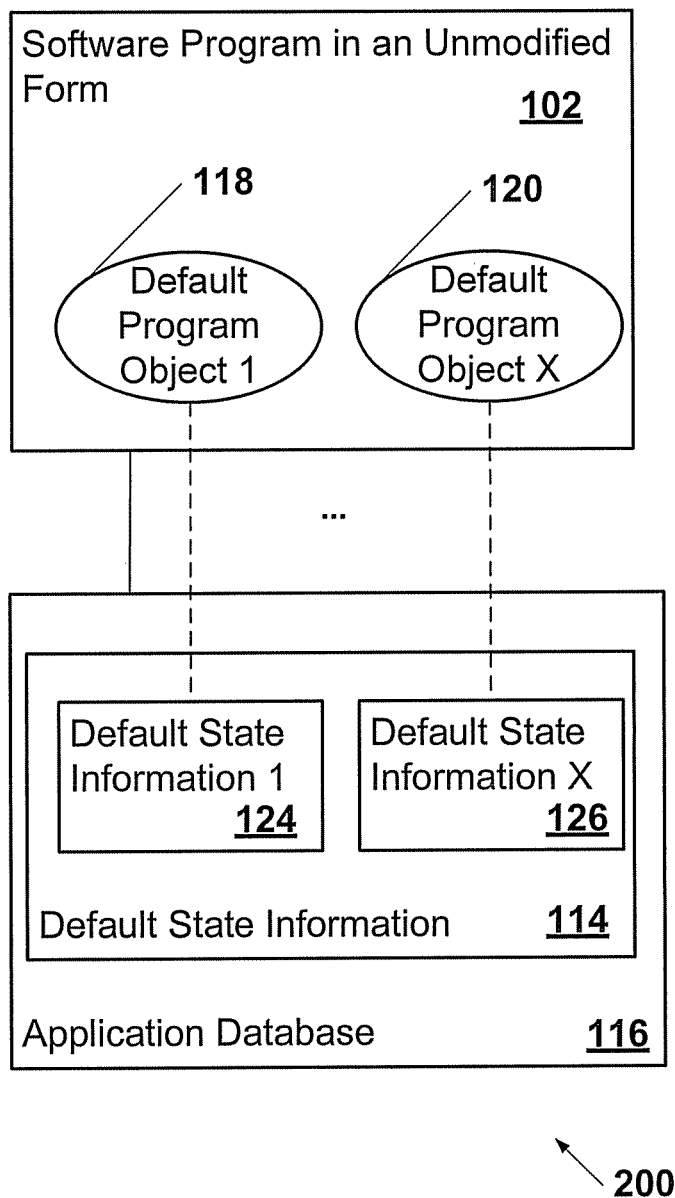 Software Program in an Unmodified
Form
102
118
120
Default
Program
Object 1
Default
Program
Object X
...
Default State
Information 1
124
Default State
Information X
126
Default State Information 114
Application Database 116
200